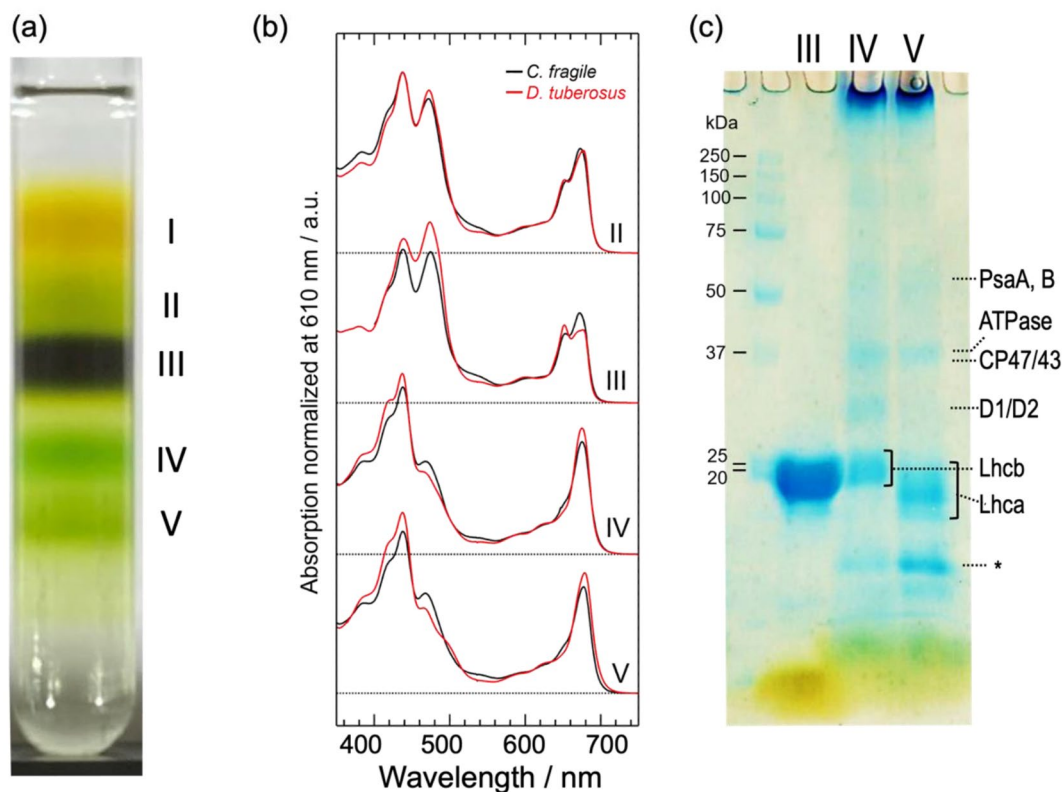 (a)
I
II
III
IV
V
(b)
C. fragile
D. tuberosus
II
III
IV
V
Absorption normalized at 610 nm / a.u.
400 500 600 700
Wavelength / nm
(c)
III IV V
kDa
250
150
100
75
50
37
25
20
PsaA, B
ATPase
CP47/43
D1/D2
Lhcb
Lhca
*